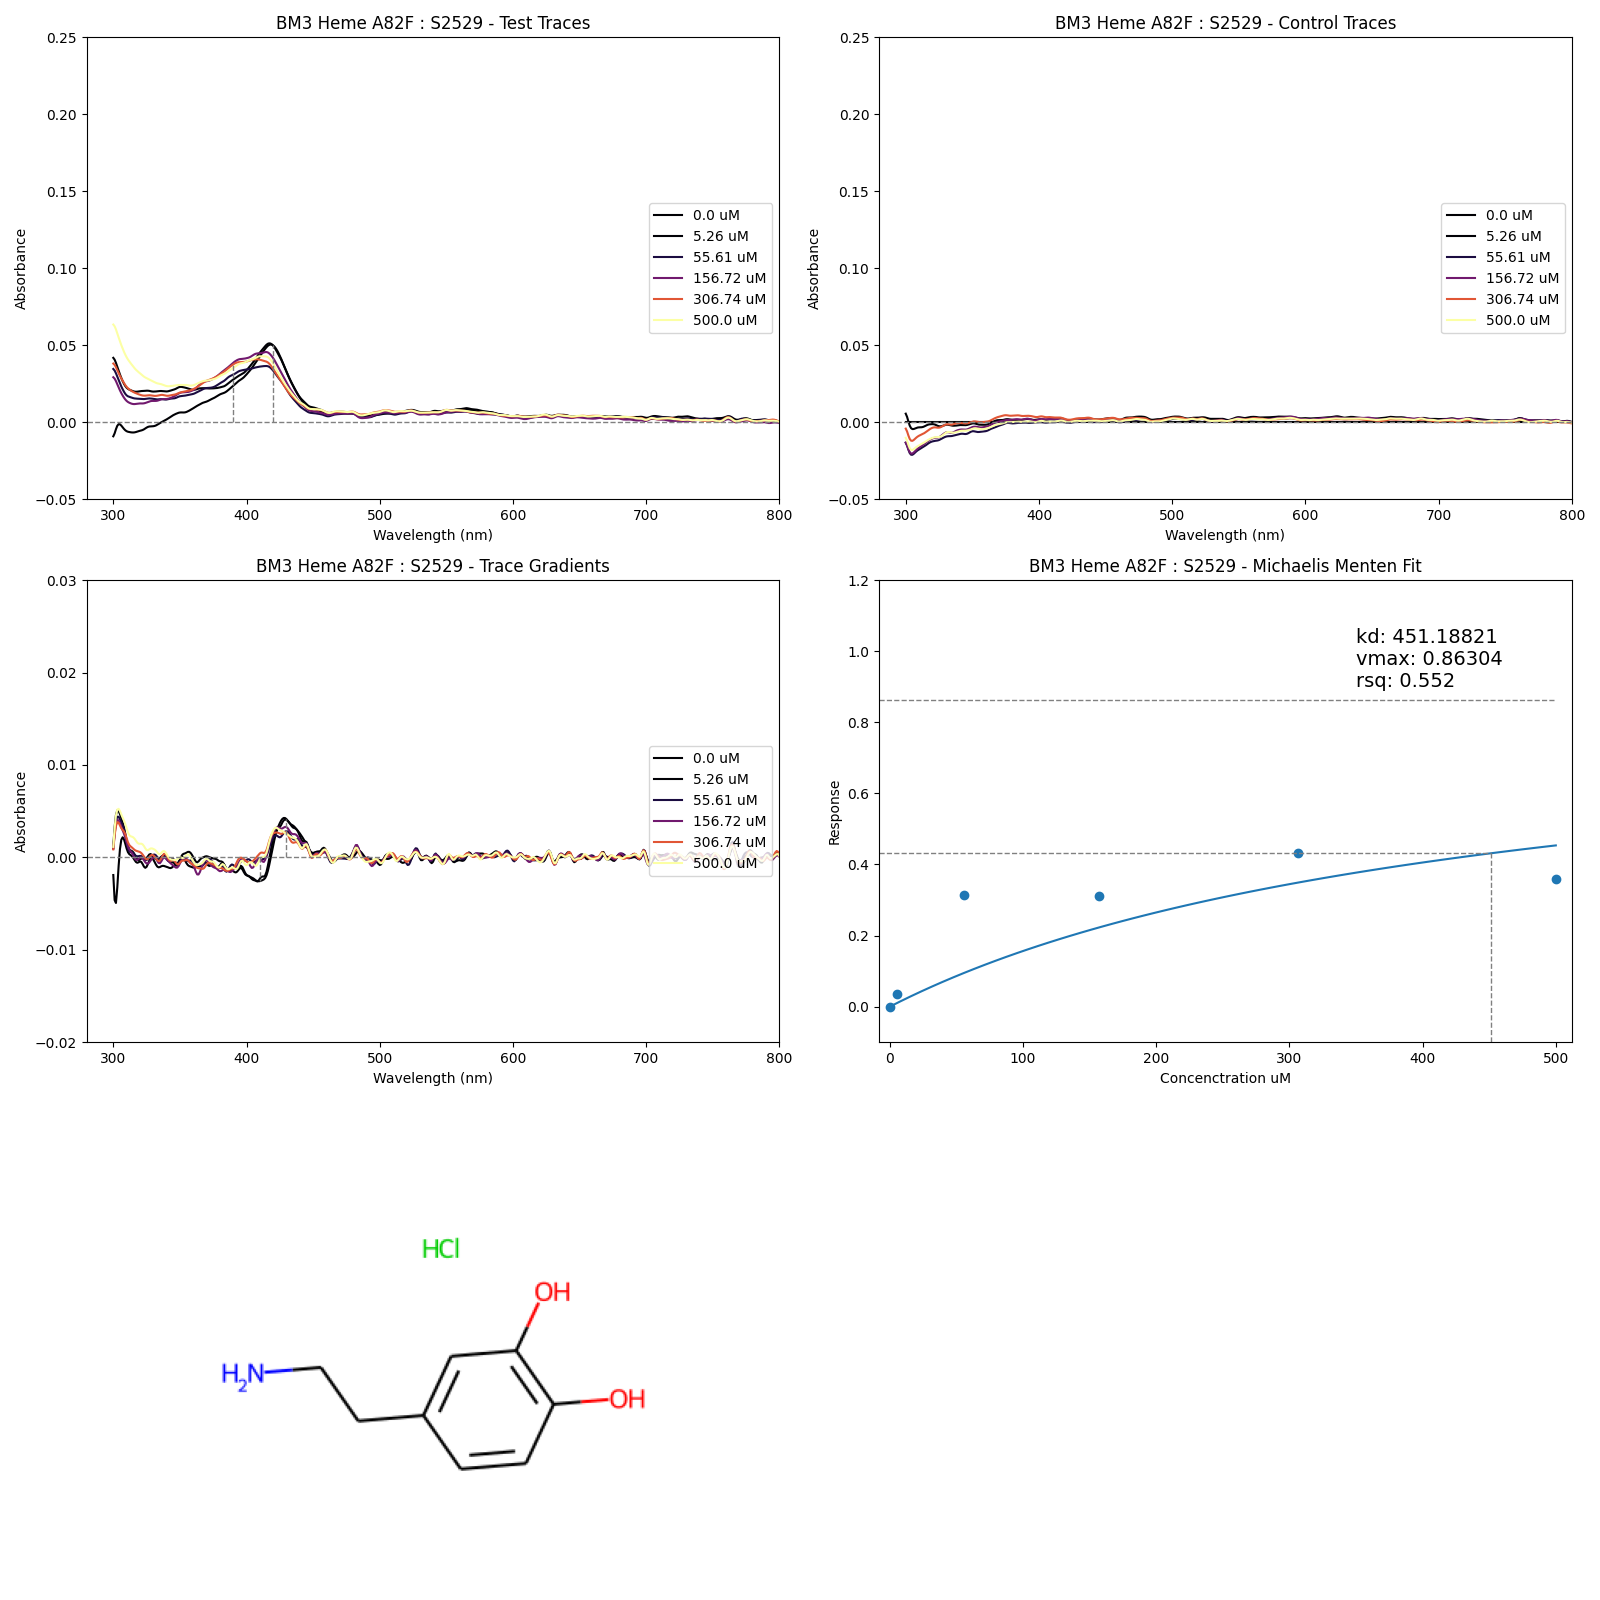 BM3 Heme A82F : S2529 - Test Traces
0.25
0.20
0.15
0.10
0.05
0.00
−0.05
Absorbance
300
400
500
600
700
800
Wavelength (nm)
0.0 uM
5.26 uM
55.61 uM
156.72 uM
306.74 uM
500.0 uM
BM3 Heme A82F : S2529 - Control Traces
0.25
0.20
0.15
0.10
0.05
0.00
−0.05
Absorbance
300
400
500
600
700
800
Wavelength (nm)
0.0 uM
5.26 uM
55.61 uM
156.72 uM
306.74 uM
500.0 uM
BM3 Heme A82F : S2529 - Trace Gradients
0.03
0.02
0.01
0.00
−0.01
−0.02
Absorbance
300
400
500
600
700
800
Wavelength (nm)
0.0 uM
5.26 uM
55.61 uM
156.72 uM
306.74 uM
500.0 uM
BM3 Heme A82F : S2529 - Michaelis Menten Fit
1.2
1.0
0.8
0.6
0.4
0.2
0.0
Response
kd: 451.18821
vmax: 0.86304
rsq: 0.552
0
100
200
300
400
500
Concenctration uM
HCl
OH
H2N
OH